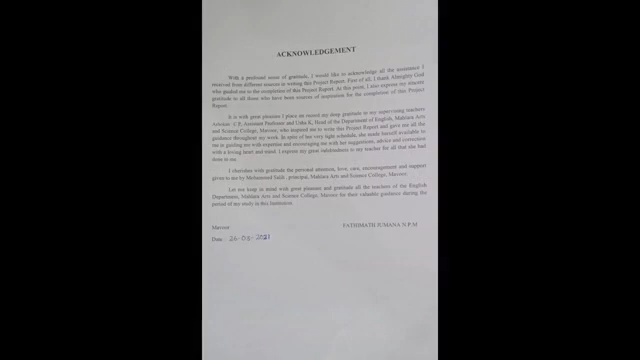 ACKNOWLEDGEMENT
With a profound sense of gratitude, I would like to acknowledge all the assistance I
received from different sources in writing this Project Report. First of all, I thank Almighty God
who guided me to the completion of this Project Report. At this point, I also express my sincere
gratitude to all those who have been sources of inspiration for the completion of this Project
Report.
It is with great pleasure I place on record my deep gratitude to my supervising teachers
C.P, Assistant Professor and Usha K, Head of the Department of English, Mahlara Arts
and Science College, Mavoor, who inspired me to write this Project Report and gave me all the
guidance throughout my work. In spite of her very tight schedule, she made herself available to
me in guiding me with expertise and encouraging me with her suggestions, advice and correction
with a loving heart and mind. I express my great indebtedness to my teacher for all that she had
done to me.
I cherishes with gratitude the personal attention, love, care, encouragement and support
given to me by Mohammed Salih , principal, Mahlara Arts and Science College, Mavoor.
Let me keep in mind with great pleasure and gratitude all the teachers of the English
Department, Mahlara Arts and Science College, Mavoor for their valuable guidance during the
period of my study in this Institution.
Mavoor FATHIMATH JUMANA N P.M
Date : 26-08-2021